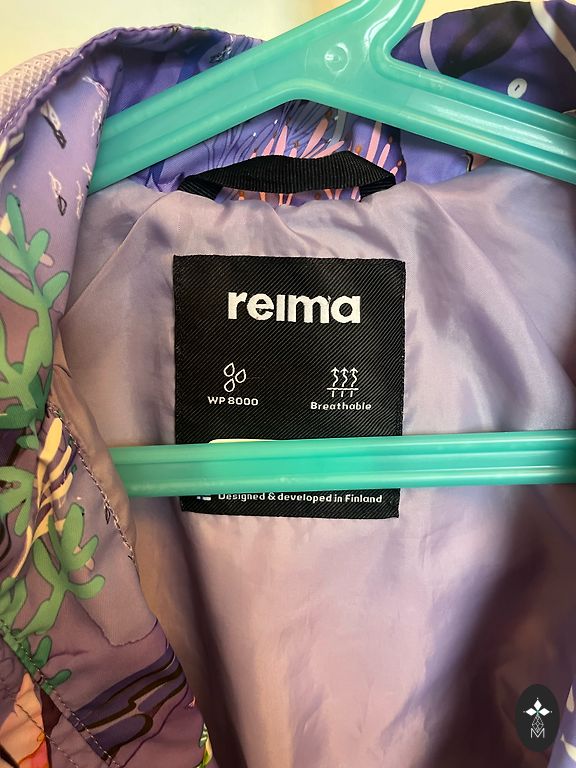 reima
WP 8000
Breathable
Designed & developed in Finland